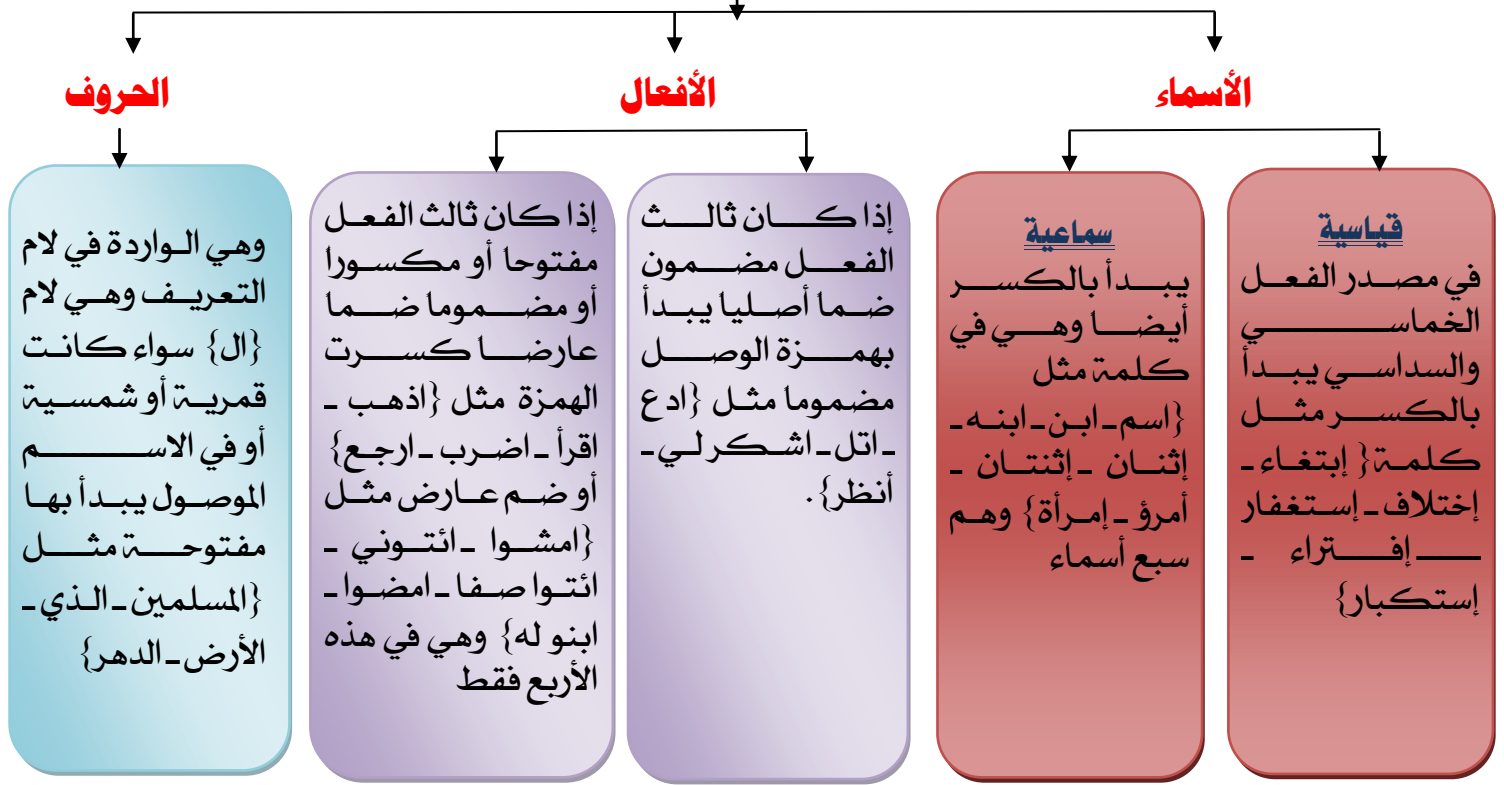 الأسماء
الأفعال
الحروف
قياسية
في مصدر الفعل
الخماسي
والسداسي يبدأ
بالكسر مثل
كلمة{ إبتغاء ـ
إختلاف ـ إستغفار
ـ إفتراء ـ
إستكبار}
سماعية
يبدأ بالكسر
أيضا وهي في
كلمة مثل
{اسم ـ ابن ـ ابنه ـ
إثنان ـ إثنتان ـ
أمرؤ ـ إمرأة} وهم
سبع أسماء
إذا كان ثالث
الفعل مضمون
ضما أصليا يبدأ
بهمزة الوصل
مضموما مثل {ادع
ـ اتل ـ اشكر لي ـ
أنظر}.
إذا كان ثالث الفعل
مفتوحا أو مكسورا
أو مضموما ضما
عارضا كسرت
الهمزة مثل {اذهب ـ
اقرأ ـ اضرب ـ ارجع}
أو ضم عارض مثل
{امشوا ـ ائتوني ـ
ائتوا صفا ـ امضوا ـ
ابنو له} وهي في هذه
الأربع فقط
وهي الواردة في لام
التعريف وهي لام
{ال} سواء كانت
قمرية أو شمسية
أو في الاسم
الموصول يبدأ بها
مفتوحة مثل
{المسلمين ـ الذي ـ
الأرض ـ الدهر}